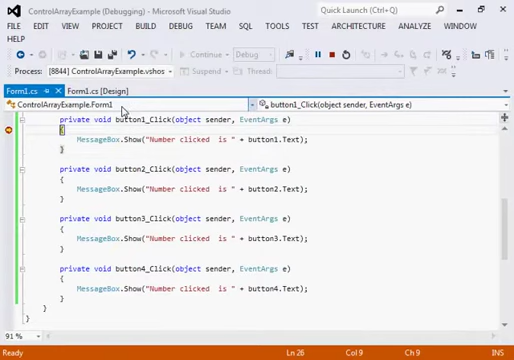 ControlArrayExample (Debugging) - Microsoft Visual Studio
Quick Launch (Ctrl+Q)
FILE EDIT VIEW PROJECT BUILD DEBUG TEAM SQL TOOLS TEST ARCHITECTURE ANALYZE WINDOW
HELP
Continue
Process: [8844] ControlArrayExample.vshos Suspend Thread:
Form1.cs Form1.cs [Design]
ControlArrayExample.Form1 button1_Click(object sender, EventArgs e)
private void button1_Click(object sender, EventArgs e)
{
MessageBox.Show("Number clicked  is " + button1.Text);
}
private void button2_Click(object sender, EventArgs e)
{
MessageBox.Show("Number clicked  is " + button2.Text);
}
private void button3_Click(object sender, EventArgs e)
{
MessageBox.Show("Number clicked  is " + button3.Text);
}
private void button4_Click(object sender, EventArgs e)
{
MessageBox.Show("Number clicked  is " + button4.Text);
}
}
}
91 %
Ready Ln 26 Col 9 Ch 9 INS